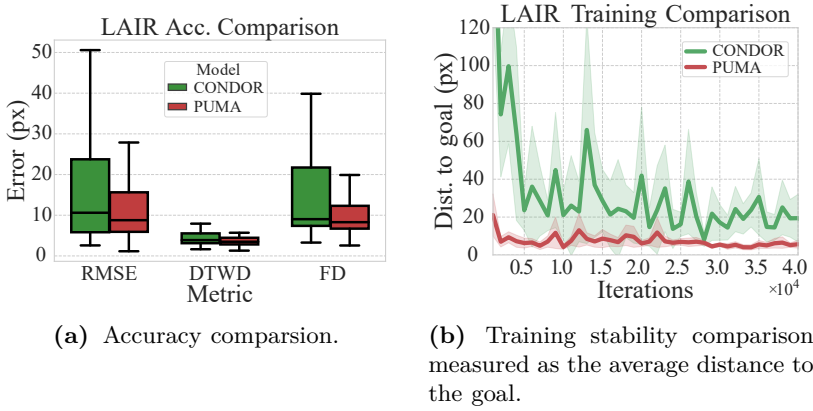 LAIR Acc. Comparison
50
40
30
20
10
0
Error (px)
Model
CONDOR
PUMA
RMSE
DTWD
FD
Metric
(a) Accuracy comparsion.
LAIR Training Comparison
120
100
80
60
40
20
0
Dist. to goal (px)
CONDOR
PUMA
0.5
1.0
1.5
2.0
2.5
3.0
3.5
4.0
Iterations
×10⁴
(b) Training stability comparison
measured as the average distance to
the goal.